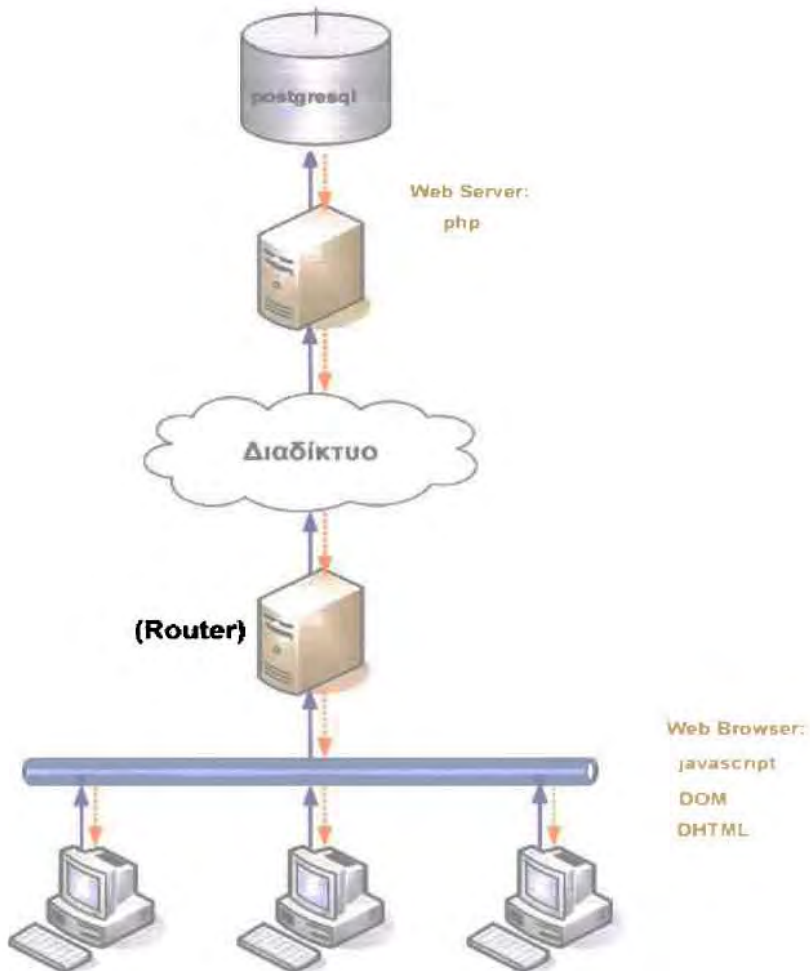 postgresql
Web Server:
php
Διαδίκτυο
(Router)
Web Browser:
javascript
DOM
DHTML